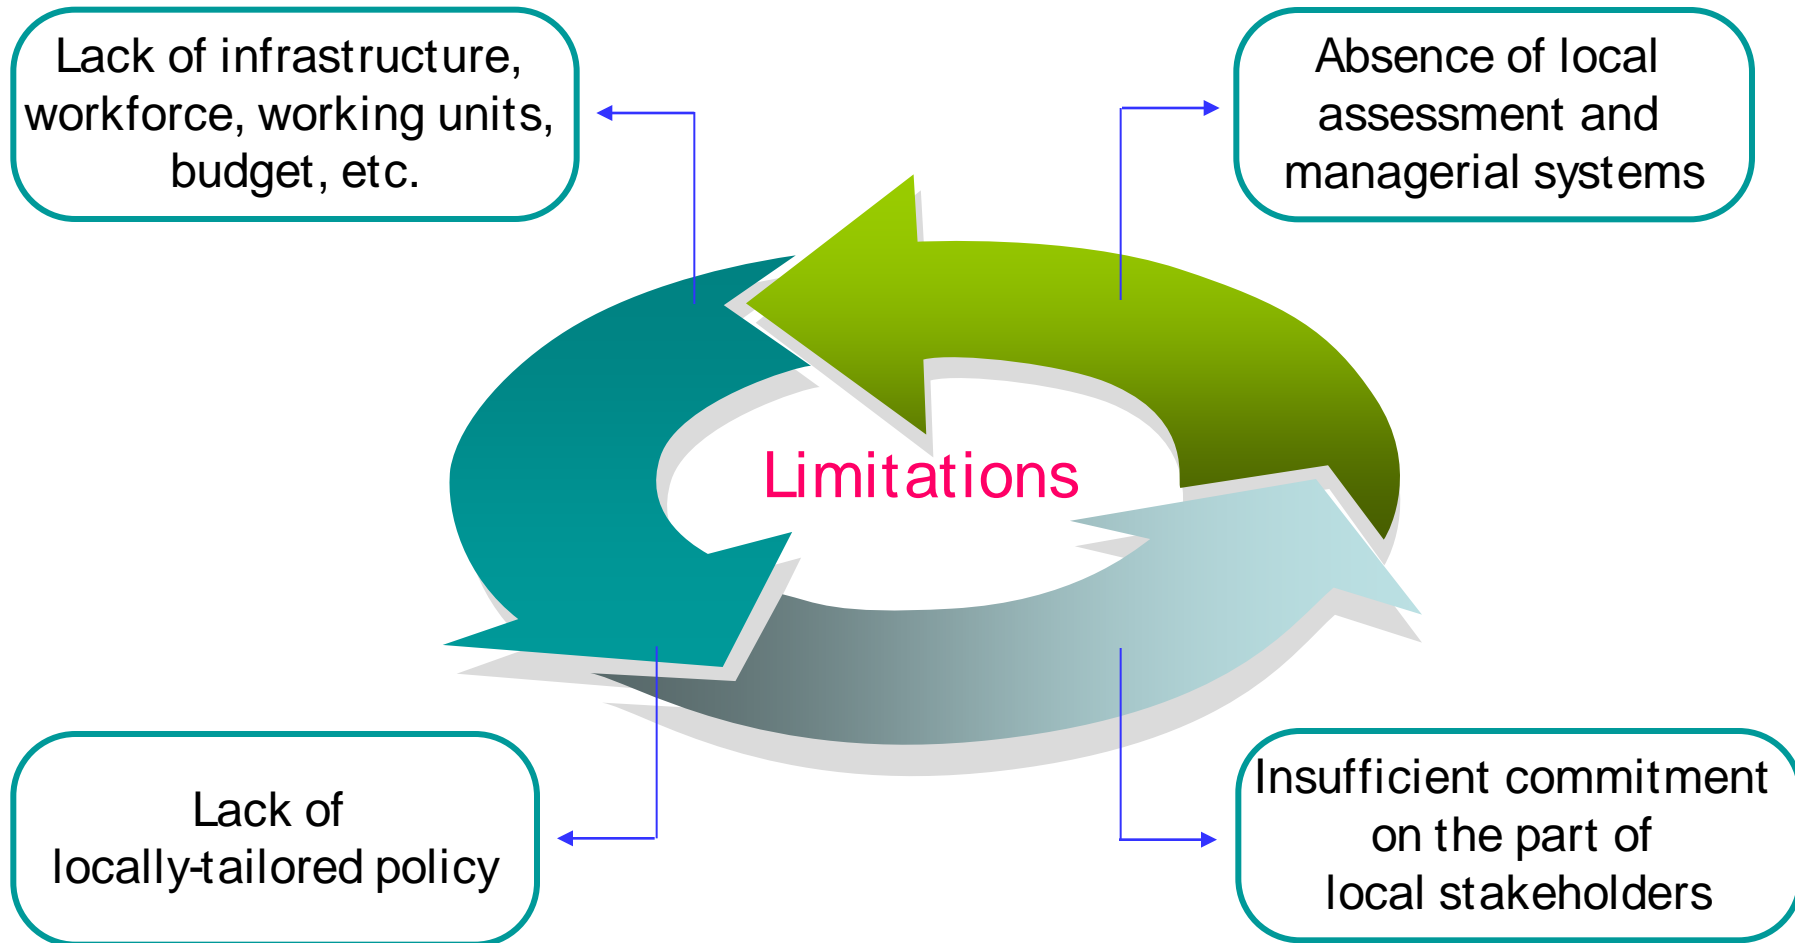 Lack of infrastructure,
workforce, working units,
budget, etc.
Absence of local
assessment and
managerial systems
Limitations
Lack of
locally-tailored policy
Insufficient commitment
on the part of
local stakeholders